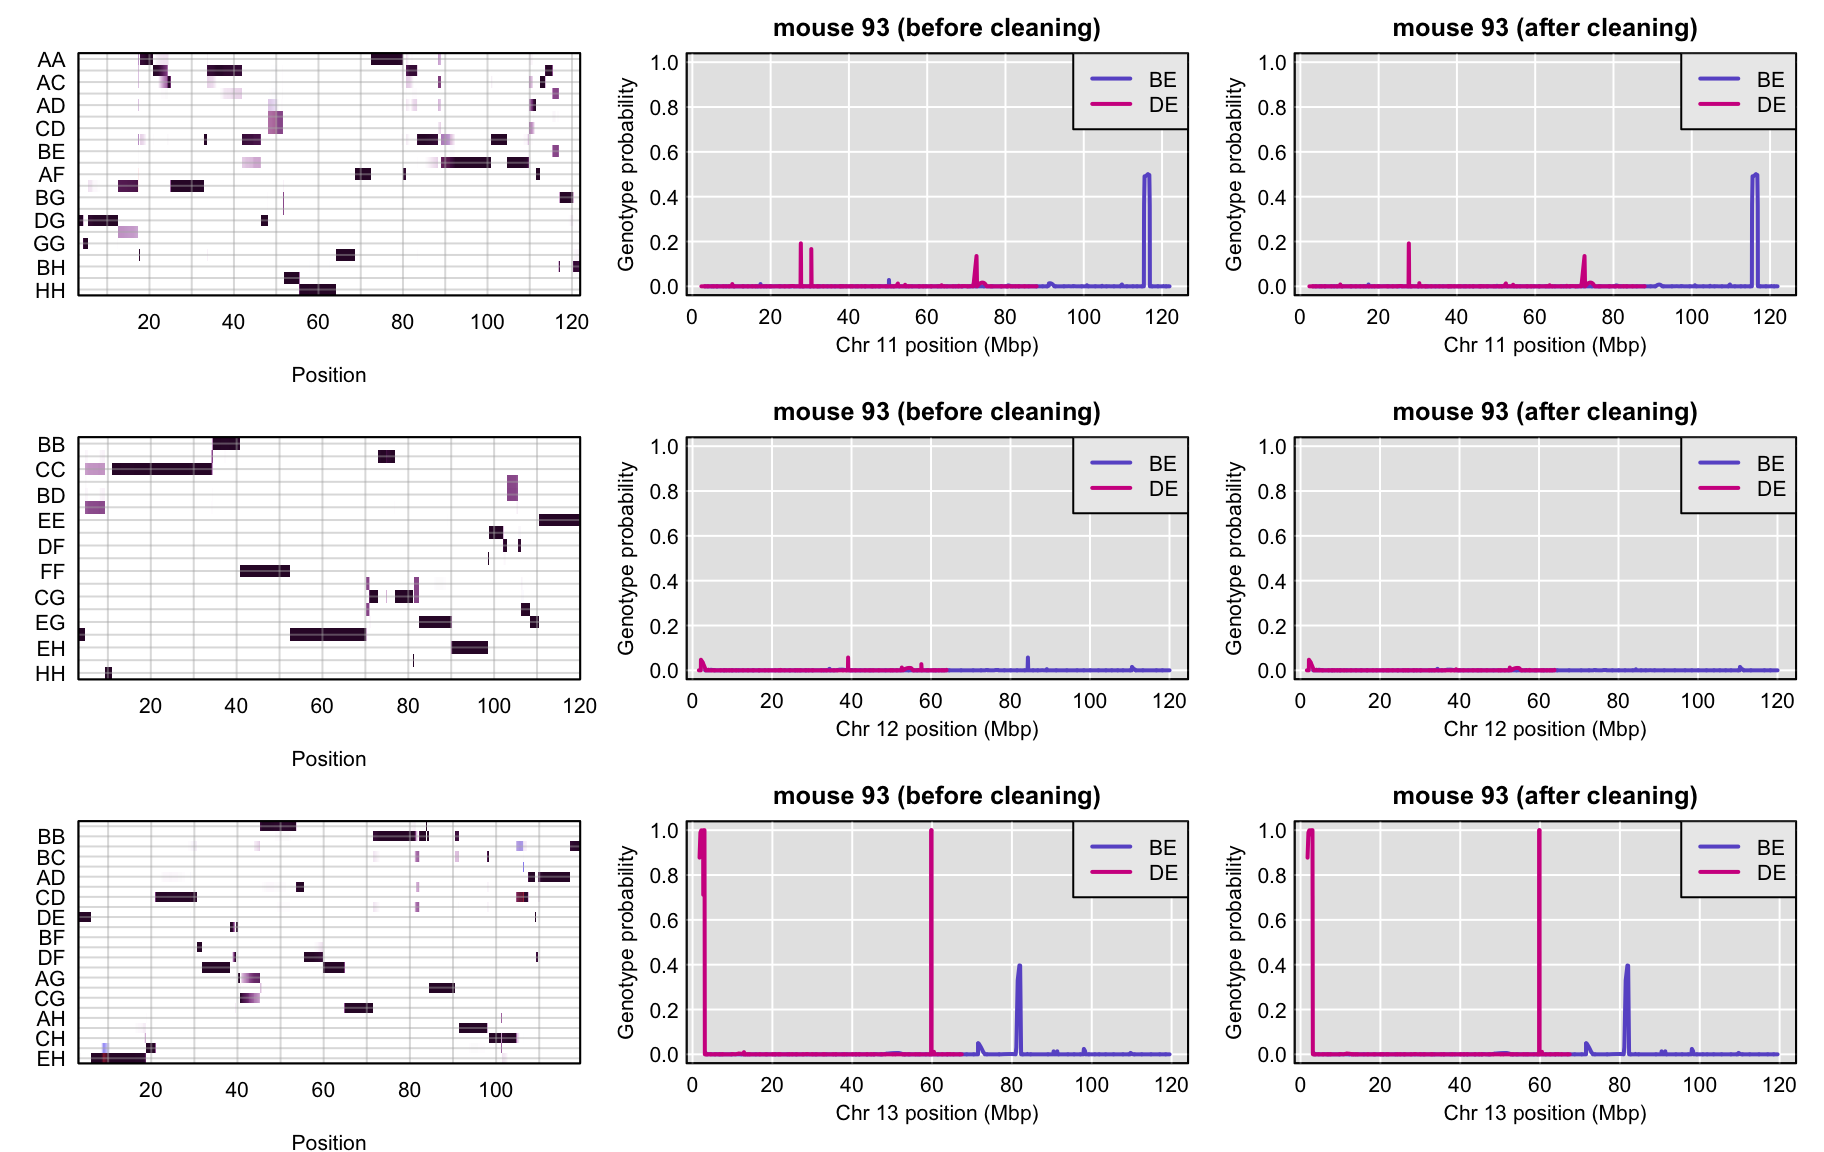 mouse 93 (before cleaning)
mouse 93 (after cleaning)
AA
AC
AD
CD
BE
AF
BG
DG
GG
BH
HH
20 40 60 80 100 120
Position
Genotype probability
1.0
0.8
0.6
0.4
0.2
0.0
BE
DE
0 20 40 60 80 100 120
Chr 11 position (Mbp)
Genotype probability
1.0
0.8
0.6
0.4
0.2
0.0
BE
DE
0 20 40 60 80 100 120
Chr 11 position (Mbp)
mouse 93 (before cleaning)
mouse 93 (after cleaning)
BB
CC
BD
EE
DF
FF
CG
EG
EH
HH
20 40 60 80 100 120
Position
Genotype probability
1.0
0.8
0.6
0.4
0.2
0.0
BE
DE
0 20 40 60 80 100 120
Chr 12 position (Mbp)
Genotype probability
1.0
0.8
0.6
0.4
0.2
0.0
BE
DE
0 20 40 60 80 100 120
Chr 12 position (Mbp)
mouse 93 (before cleaning)
mouse 93 (after cleaning)
BB
BC
AD
CD
DE
BF
DF
AG
CG
AH
CH
EH
20 40 60 80 100
Position
Genotype probability
1.0
0.8
0.6
0.4
0.2
0.0
BE
DE
0 20 40 60 80 100 120
Chr 13 position (Mbp)
Genotype probability
1.0
0.8
0.6
0.4
0.2
0.0
BE
DE
0 20 40 60 80 100 120
Chr 13 position (Mbp)